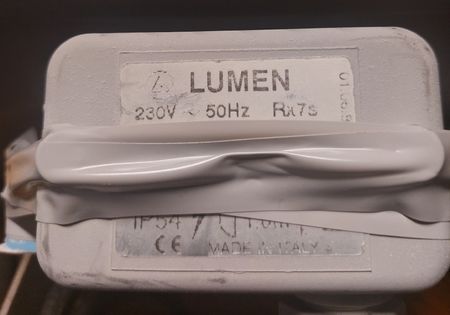 LUMEN
230V ~ 50Hz Rx7s
IP54
CE
MADE IN ITALY